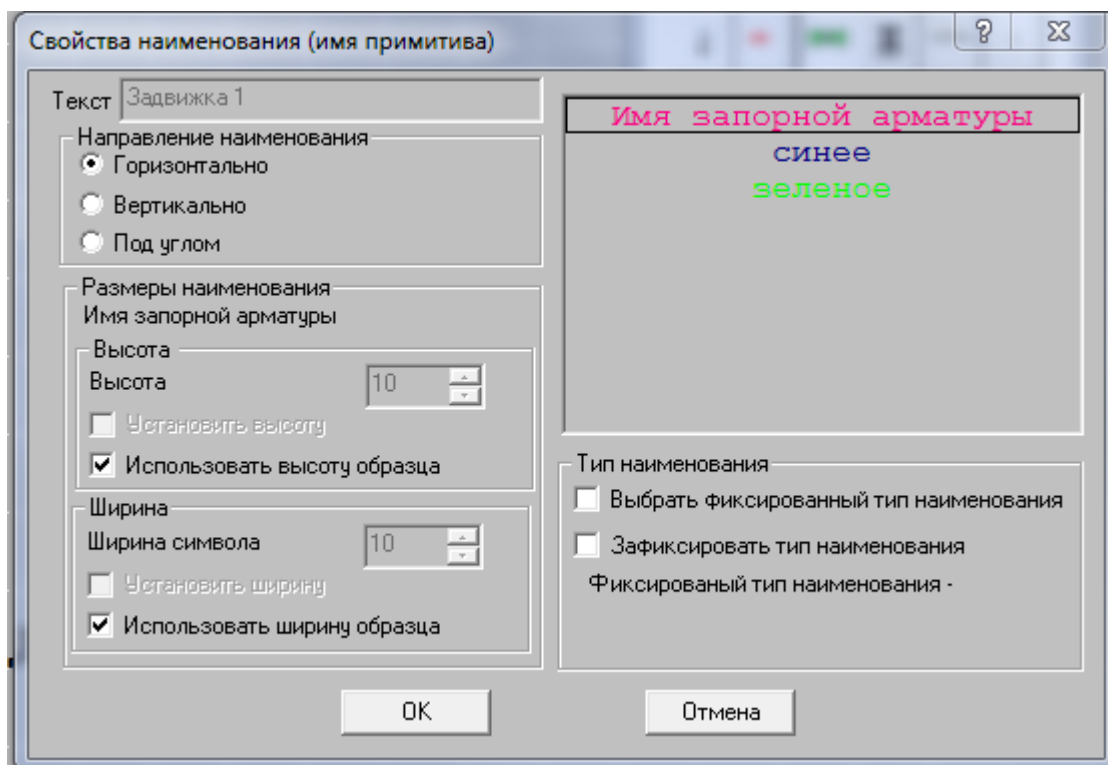 Свойства наименования (имя примитива)
Текст Задвижка 1
Направление наименования
Горизонтально
Вертикально
Под углом
Размеры наименования
Имя запорной арматуры
Высота
Высота 10
Установить высоту
Использовать высоту образца
Ширина
Ширина символа 10
Установить ширину
Использовать ширину образца
Имя запорной арматуры
синее
зеленое
Тип наименования
Выбрать фиксированный тип наименования
Зафиксировать тип наименования
Фиксированый тип наименования -
OK
Отмена